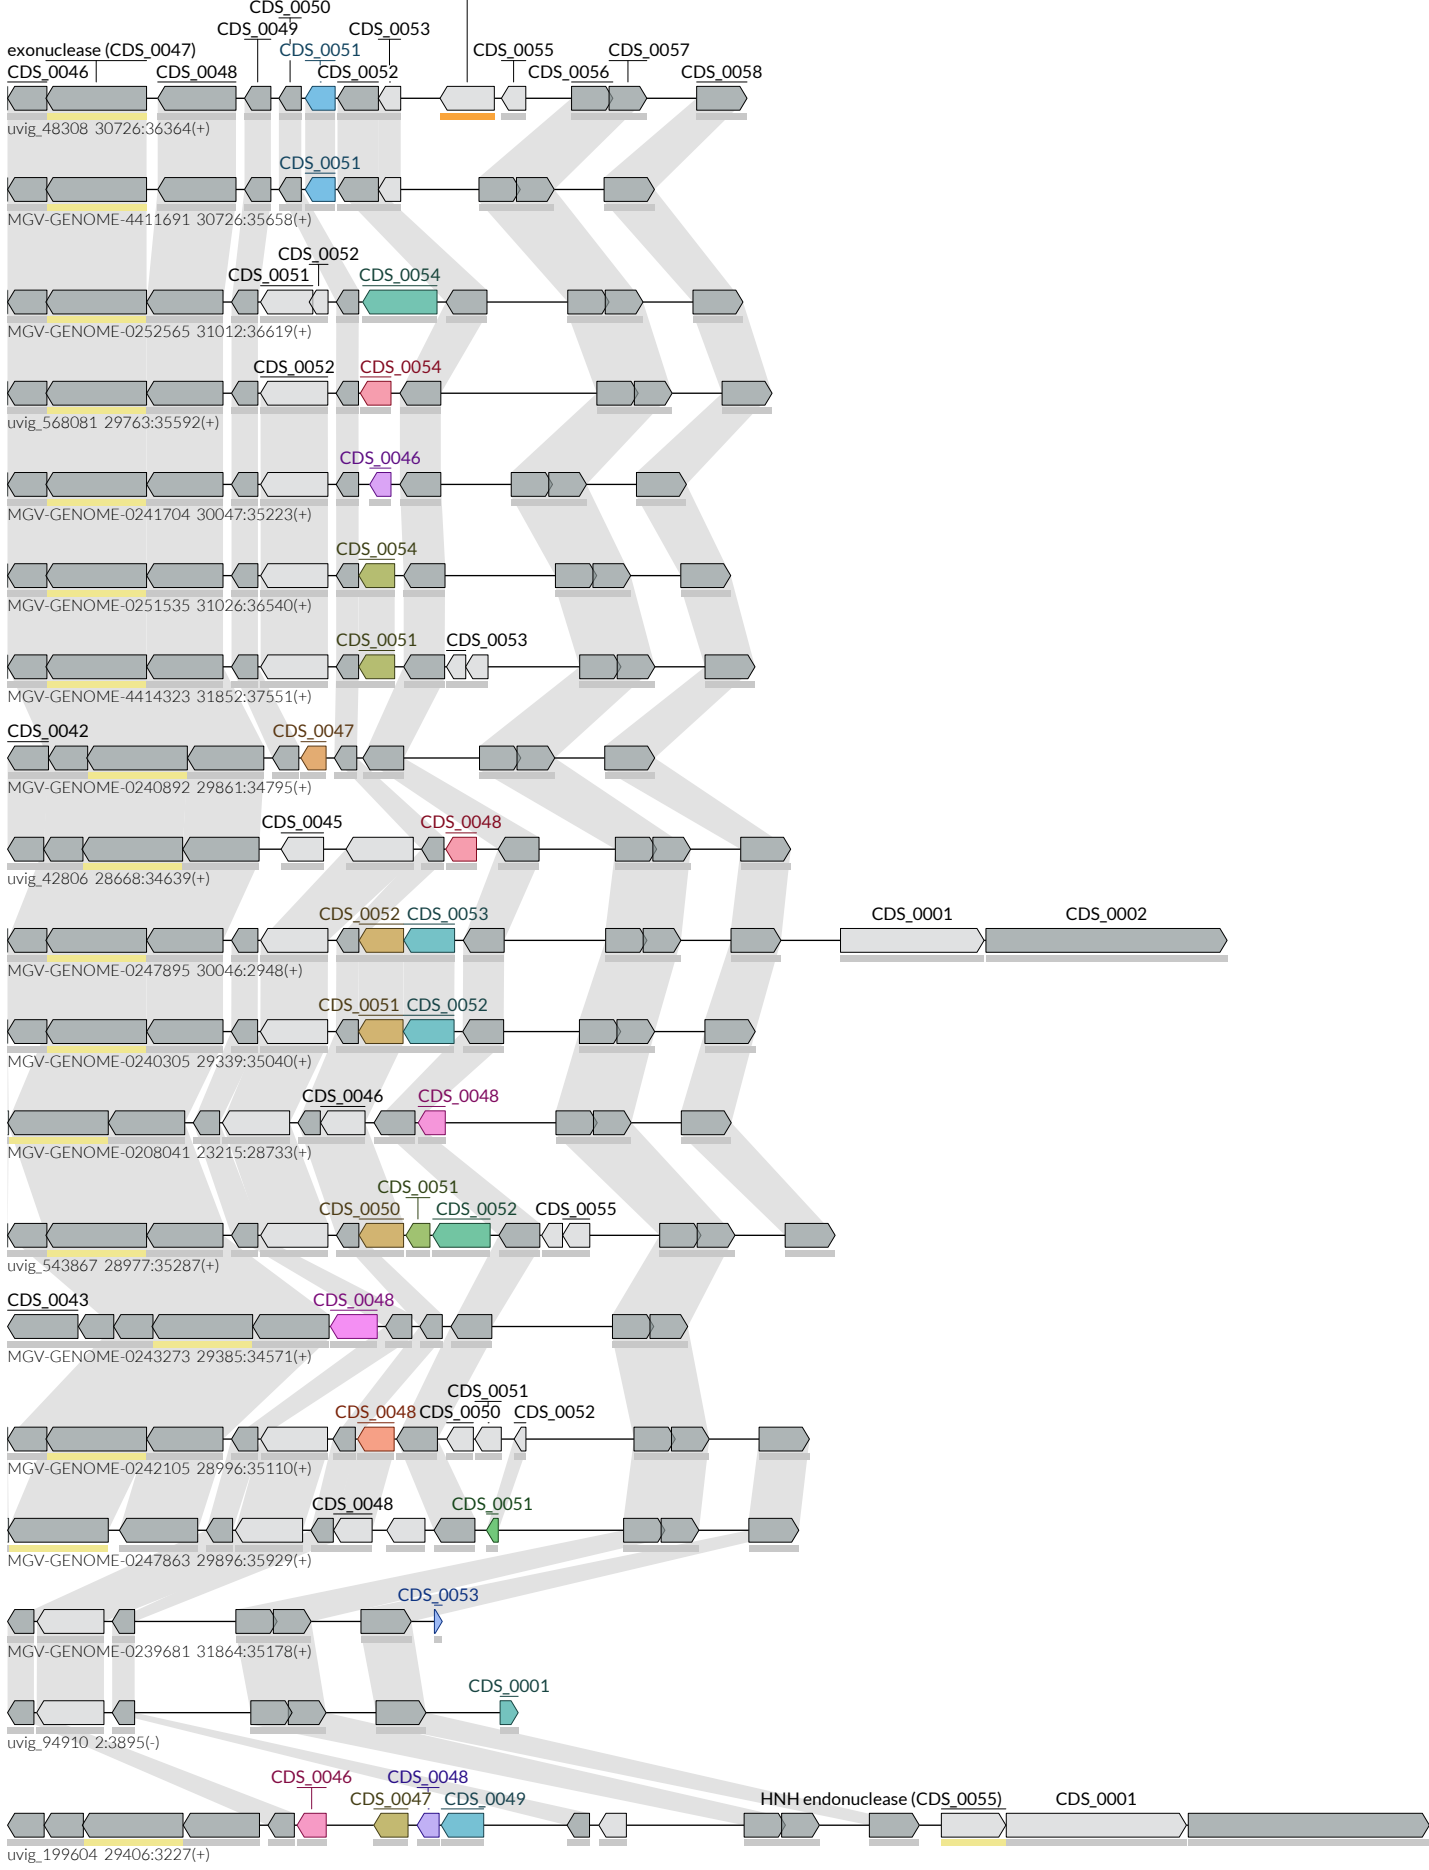 CDS_0050
CDS_0049 CDS_0053
exonuclease (CDS_0047) CDS_0051 CDS_0055 CDS_0057
CDS_0046 CDS_0048 CDS_0052 CDS_0056 CDS_0058
uvig_48308 30726:36364(+)
CDS_0051
MGV-GENOME-4411691 30726:35658(+)
CDS_0052
CDS_0051 CDS_0054
MGV-GENOME-0252565 31012:36619(+)
CDS_0052 CDS_0054
uvig_568081 29763:35592(+)
CDS_0046
MGV-GENOME-0241704 30047:35223(+)
CDS_0054
MGV-GENOME-0251535 31026:36540(+)
CDS_0051 CDS_0053
MGV-GENOME-4414323 31852:37551(+)
CDS_0042 CDS_0047
MGV-GENOME-0240892 29861:34795(+)
CDS_0045 CDS_0048
uvig_42806 28668:34639(+)
CDS_0052 CDS_0053 CDS_0001 CDS_0002
MGV-GENOME-0247895 30046:2948(+)
CDS_0051 CDS_0052
MGV-GENOME-0240305 29339:35040(+)
CDS_0046 CDS_0048
MGV-GENOME-0208041 23215:28733(+)
CDS_0051
CDS_0050 CDS_0052 CDS_0055
uvig_543867 28977:35287(+)
CDS_0043 CDS_0048
MGV-GENOME-0243273 29385:34571(+)
CDS_0051
CDS_0048 CDS_0050 CDS_0052
MGV-GENOME-0242105 28996:35110(+)
CDS_0048 CDS_0051
MGV-GENOME-0247863 29896:35929(+)
CDS_0053
MGV-GENOME-0239681 31864:35178(+)
CDS_0001
uvig_94910 2:3895(-)
CDS_0046 CDS_0048
CDS_0047 CDS_0049 HNH endonuclease (CDS_0055) CDS_0001
uvig_199604 29406:3227(+)